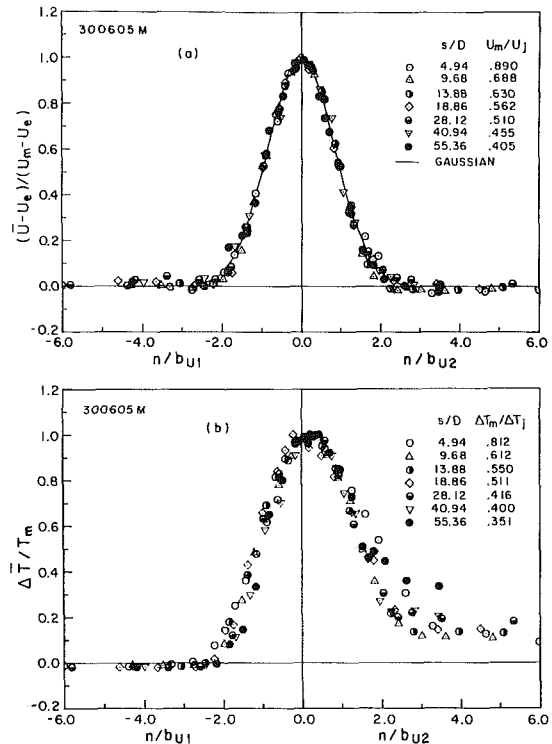 300605 M
(a)
s/D Um/Uj
4.94 .890
9.68 .688
13.88 .630
18.86 .562
28.12 .510
40.94 .455
55.36 .405
GAUSSIAN
(U̅-Ue)/(Um-Ue)
1.0
0.8
0.6
0.4
0.2
0.0
-0.2
-6.0 -4.0 -2.0 0.0 2.0 4.0 6.0
n/bU1 n/bU2
300605 M
(b)
s/D ΔTm/ΔTj
4.94 .812
9.68 .612
13.88 .550
18.86 .511
28.12 .416
40.94 .400
55.36 .351
ΔT̅/Tm
1.0
0.8
0.6
0.4
0.2
0.0
-0.2
-6.0 -4.0 -2.0 0.0 2.0 4.0 6.0
n/bU1 n/bU2